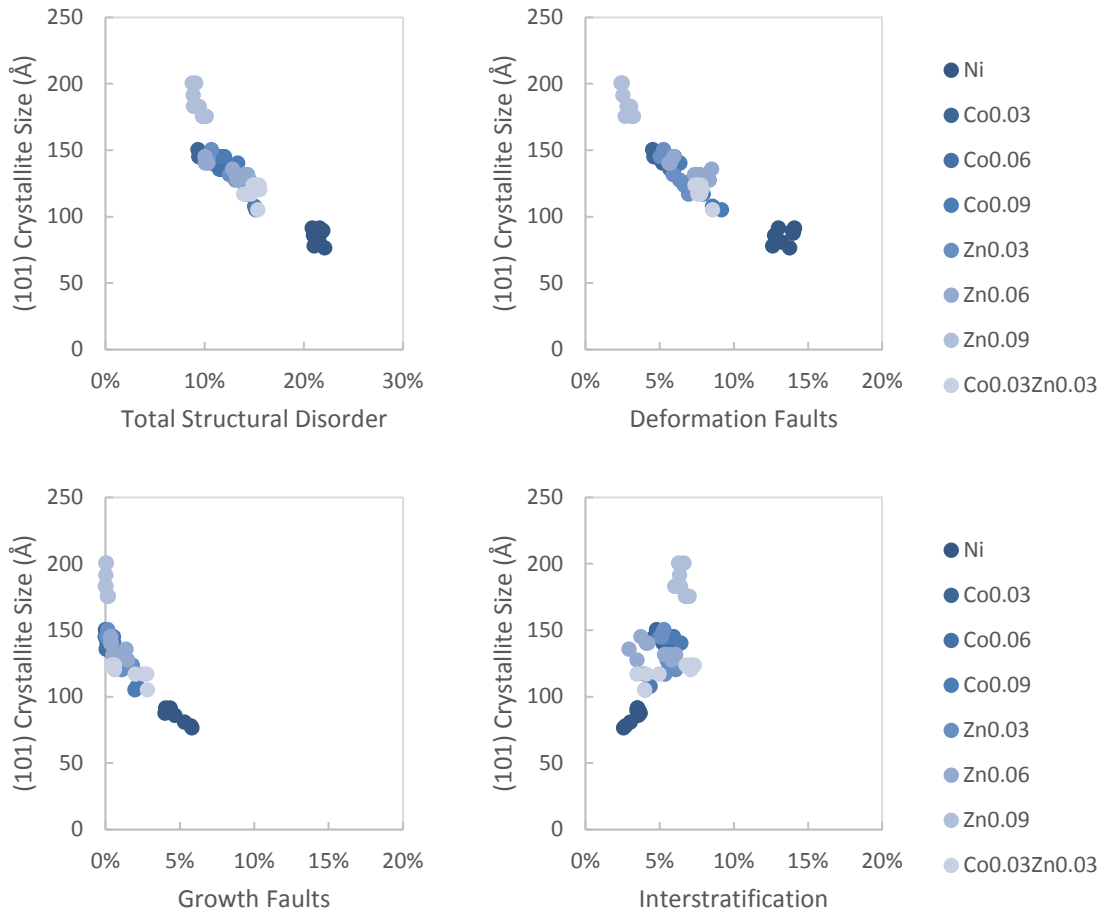 (101) Crystallite Size (Å)
250
200
150
100
50
0
0% 10% 20% 30%
Total Structural Disorder
(101) Crystallite Size (Å)
250
200
150
100
50
0
0% 5% 10% 15% 20%
Deformation Faults
Ni
Co0.03
Co0.06
Co0.09
Zn0.03
Zn0.06
Zn0.09
Co0.03Zn0.03
(101) Crystallite Size (Å)
250
200
150
100
50
0
0% 5% 10% 15% 20%
Growth Faults
(101) Crystallite Size (Å)
250
200
150
100
50
0
0% 5% 10% 15% 20%
Interstratification
Ni
Co0.03
Co0.06
Co0.09
Zn0.03
Zn0.06
Zn0.09
Co0.03Zn0.03